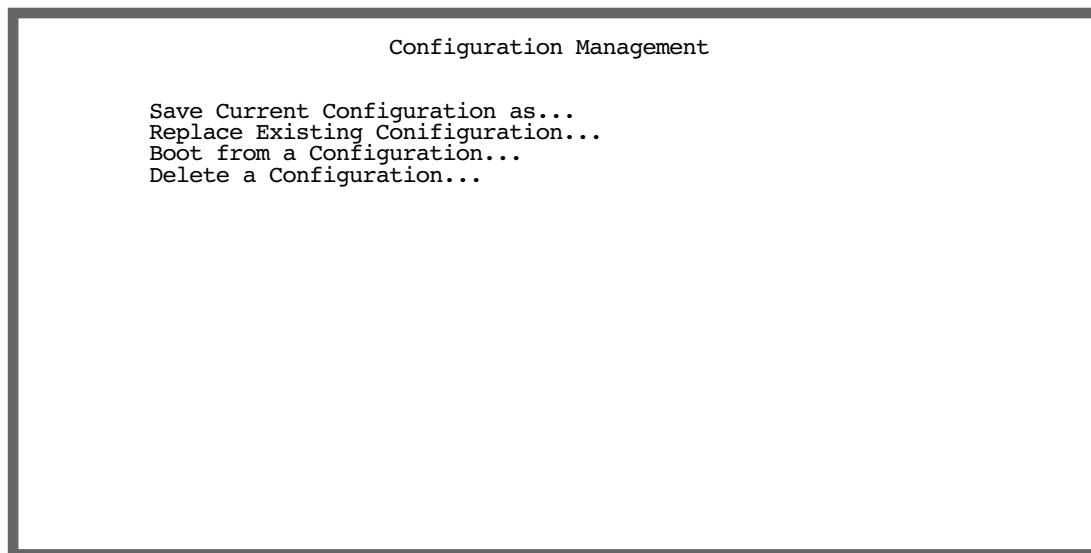 Configuration Management
Save Current Configuration as...
Replace Existing Conifiguration...
Boot from a Configuration...
Delete a Configuration...